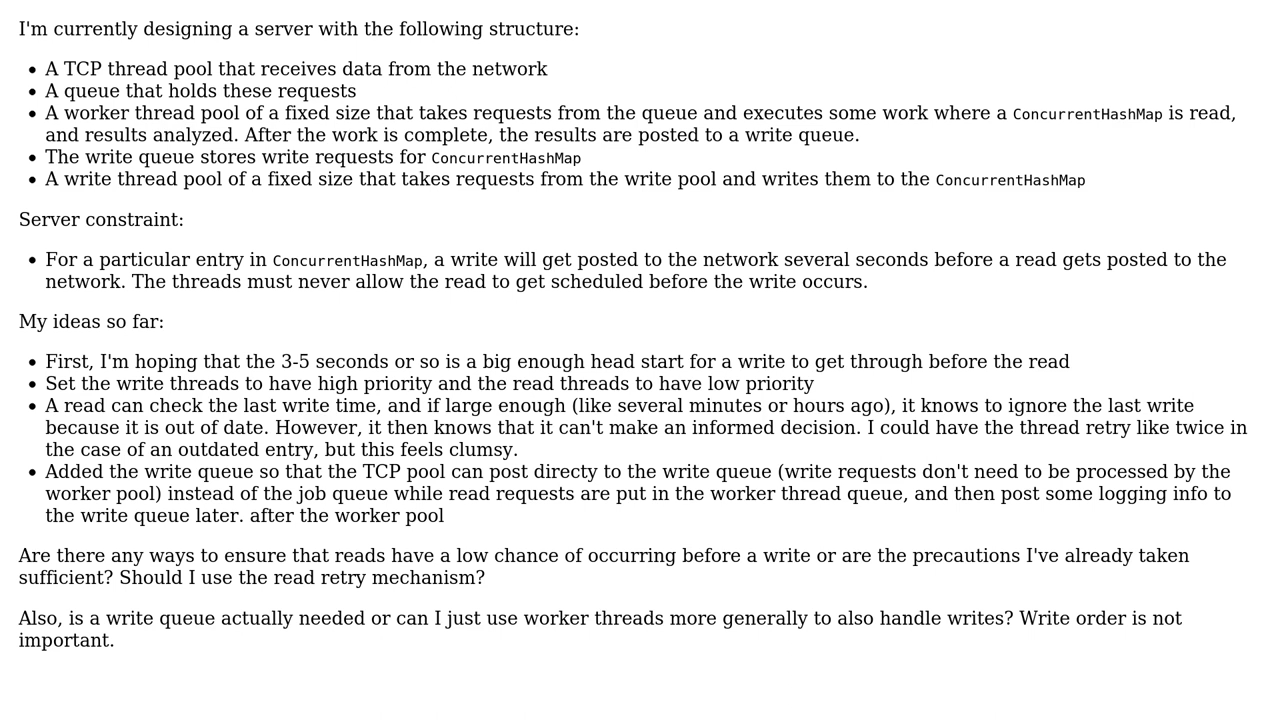 I'm currently designing a server with the following structure:
• A TCP thread pool that receives data from the network
• A queue that holds these requests
• A worker thread pool of a fixed size that takes requests from the queue and executes some work where a ConcurrentHashMap is read,
and results analyzed. After the work is complete, the results are posted to a write queue.
• The write queue stores write requests for ConcurrentHashMap
• A write thread pool of a fixed size that takes requests from the write pool and writes them to the ConcurrentHashMap
Server constraint:
• For a particular entry in ConcurrentHashMap, a write will get posted to the network several seconds before a read gets posted to the
network. The threads must never allow the read to get scheduled before the write occurs.
My ideas so far:
• First, I'm hoping that the 3-5 seconds or so is a big enough head start for a write to get through before the read
• Set the write threads to have high priority and the read threads to have low priority
• A read can check the last write time, and if large enough (like several minutes or hours ago), it knows to ignore the last write
because it is out of date. However, it then knows that it can't make an informed decision. I could have the thread retry like twice in
the case of an outdated entry, but this feels clumsy.
• Added the write queue so that the TCP pool can post directy to the write queue (write requests don't need to be processed by the
worker pool) instead of the job queue while read requests are put in the worker thread queue, and then post some logging info to
the write queue later. after the worker pool
Are there any ways to ensure that reads have a low chance of occurring before a write or are the precautions I've already taken
sufficient? Should I use the read retry mechanism?
Also, is a write queue actually needed or can I just use worker threads more generally to also handle writes? Write order is not
important.